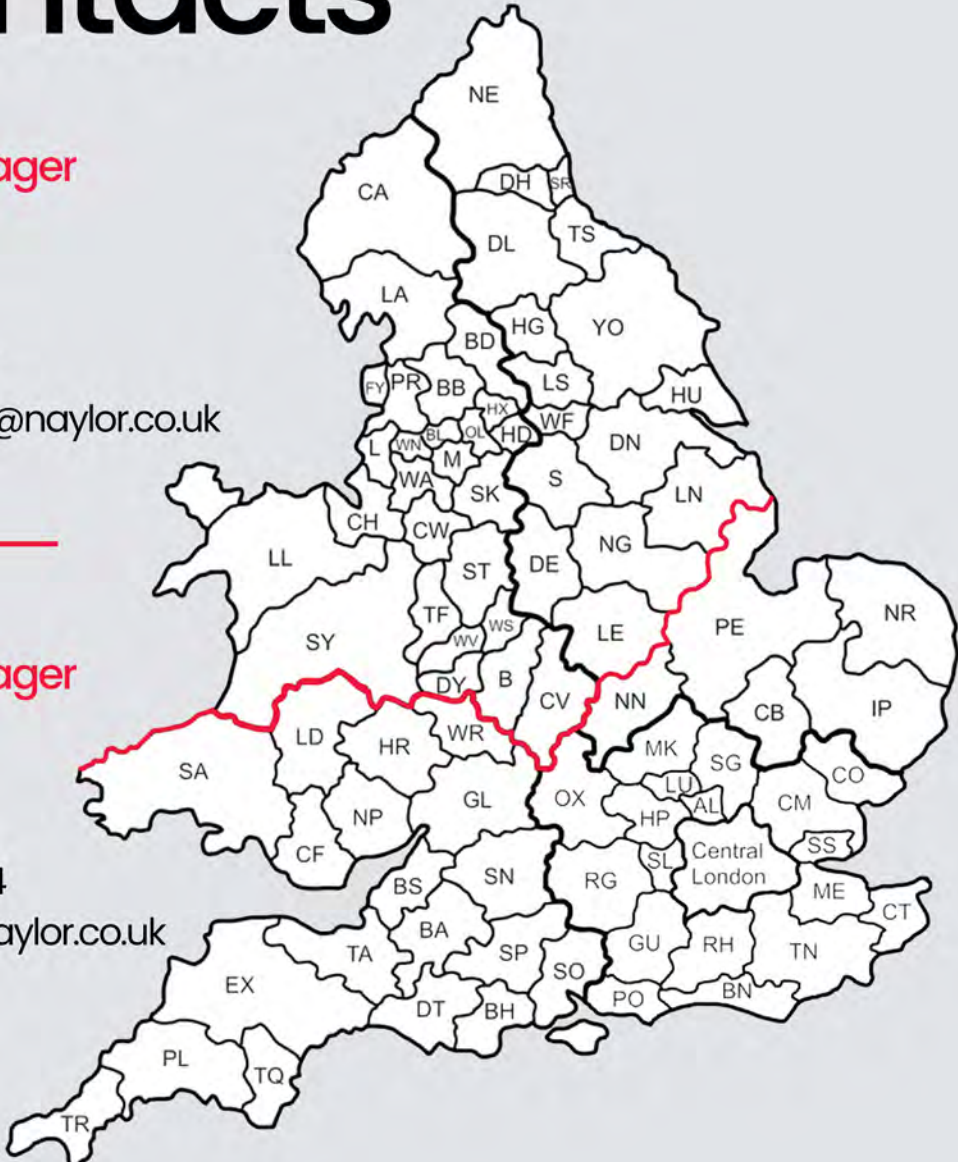 ntacts
ager
@naylor.co.uk
ager
4
aylor.co.uk
NE
CA
DH
SR
DL
TS
LA
HG
YO
BD
FY
PR
BB
LS
HU
HX
WF
L
WN
BL
OL
HD
DN
M
WA
S
SK
LN
CH
CW
LL
ST
DE
NG
TF
WS
NR
SY
WV
LE
PE
DY
B
CV
NN
CB
IP
LD
HR
WR
MK
SG
SA
LU
CO
NP
GL
OX
HP
AL
CM
CF
SS
Central
London
BS
SN
RG
SL
ME
CT
BA
TA
SP
SO
GU
RH
TN
EX
DT
BH
PO
BN
PL
TQ
TR